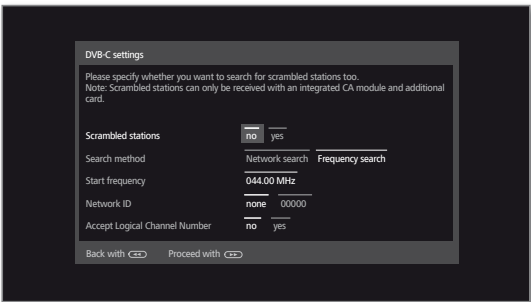 DVB-C settings
Please specify whether you want to search for scrambled stations too.
Note: Scrambled stations can only be received with an integrated CA module and additional
card.
Scrambled stations no yes
Search method Network search Frequency search
Start frequency 044.00 MHz
Network ID none 00000
Accept Logical Channel Number no yes
Back with Proceed with